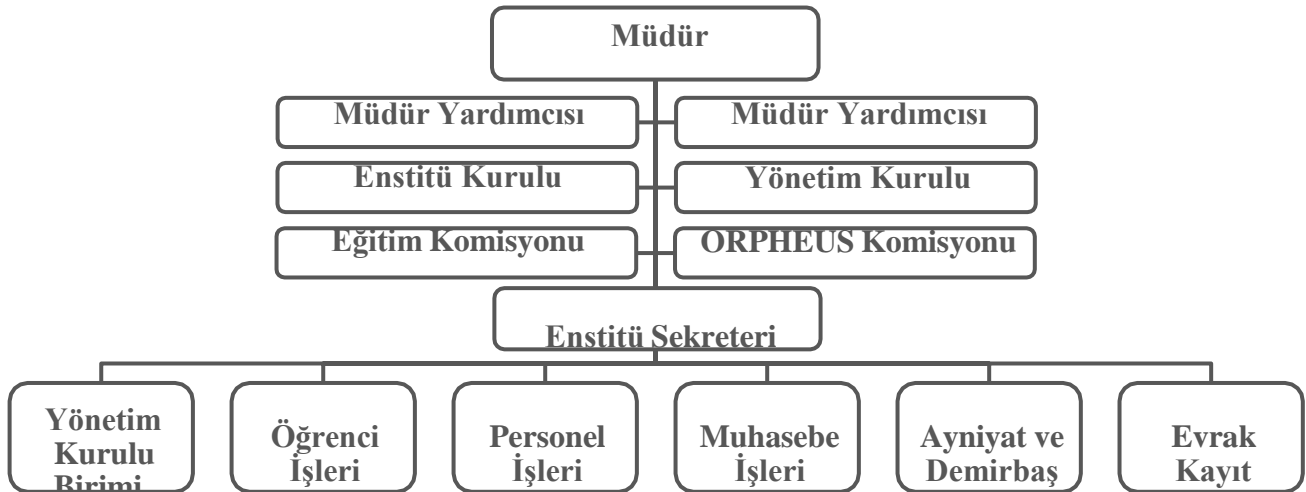 Müdür
Müdür Yardımcısı
Müdür Yardımcısı
Enstitü Kurulu
Yönetim Kurulu
Eğitim Komisyonu
ORPHEUS Komisyonu
Enstitü Sekreteri
Yönetim
Kurulu
Birimi
Öğrenci
İşleri
Personel
İşleri
Muhasebe
İşleri
Ayniyat ve
Demirbaş
Evrak
Kayıt